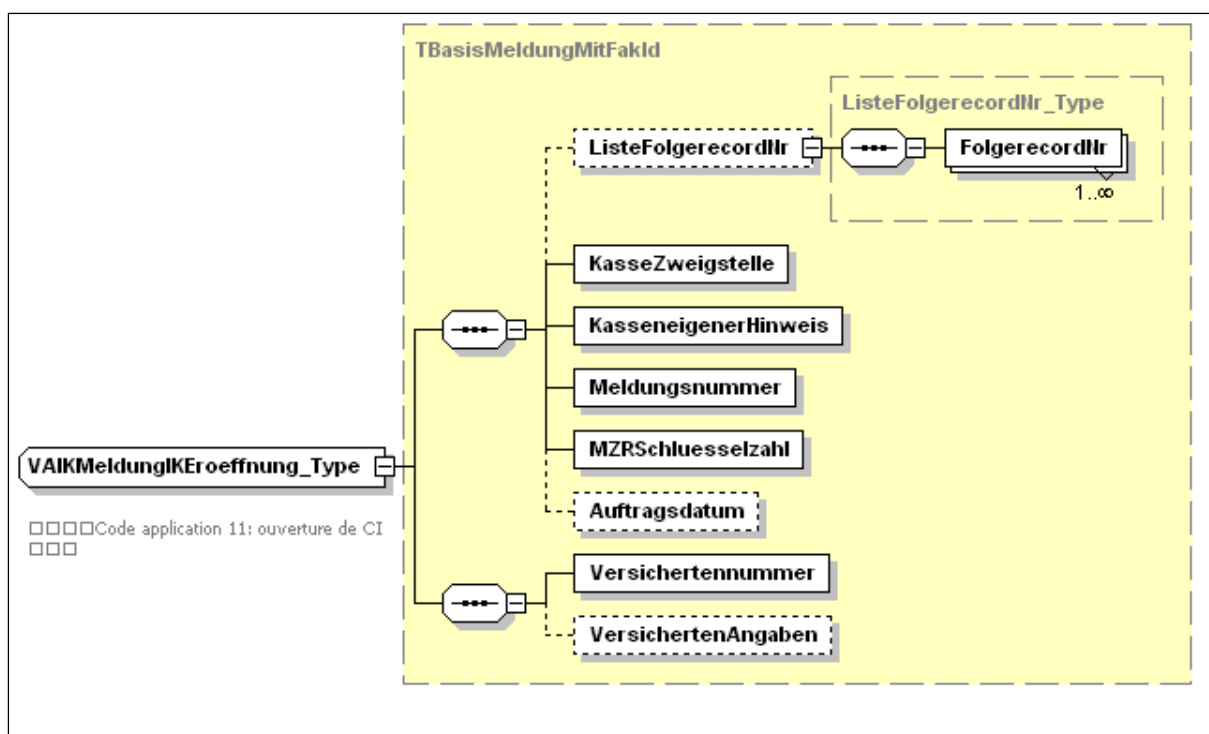 TBasisMeldungMitFakId
ListeFolgerecordNr_Type
ListeFolgerecordNr
FolgerecordNr
1..∞
KasseZweigstelle
KasseneigenerHinweis
Meldungsnummer
MZRSchluesselzahl
VAIKMeldungIKEroeffnung_Type
Auftragsdatum
□□□□Code application 11: ouverture de CI
□□□
Versichertennummer
VersichertenAngaben